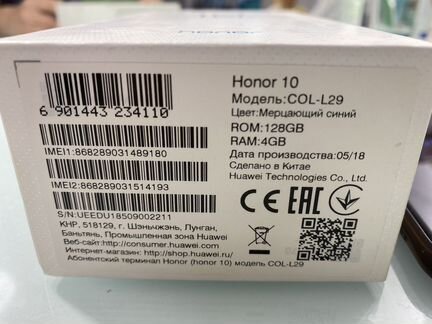 honor
Honor 10
Модель:COL-L29
Цвет:Мерцающий синий
ROM:128GB
RAM:4GB
Дата производства:05/18
Сделано в Китае
Huawei Technologies Co., Ltd.
CE EAC
6 901443 234110
IMEI1:868289031489180
IMEI2:868289031514193
S/N:UEEDU18509002211
КНР, 518129, г. Шэньчжэнь, Лунган,
Баньтянь, Промышленная зона Huawei
Веб-сайт:http://consumer.huawei.com
Интернет-магазин: http://shop.huawei.ru/
Абонентский терминал Honor (honor 10) модель COL-L29